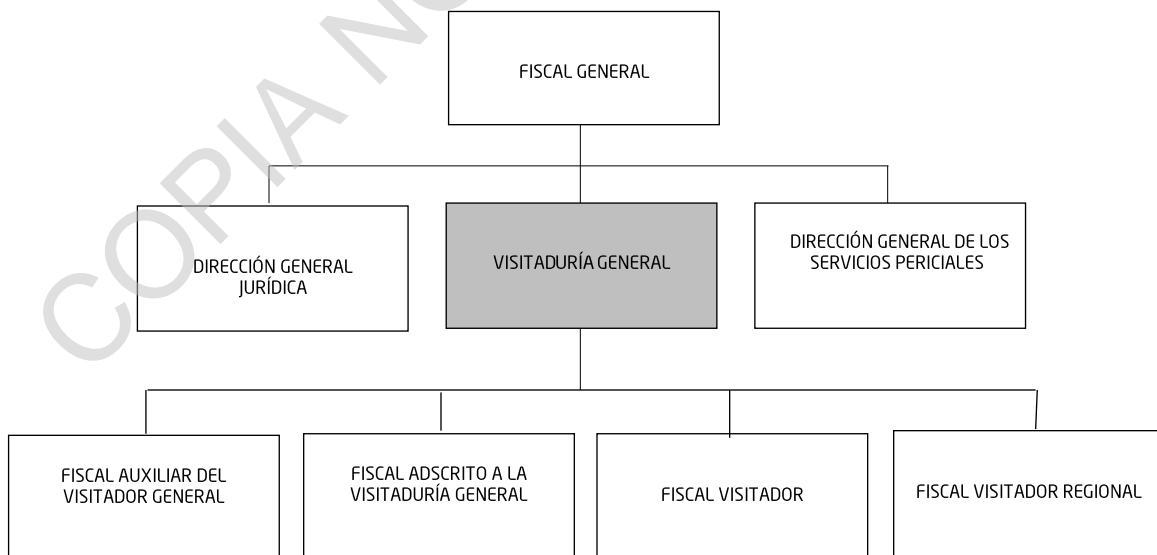 COPIA
FISCAL GENERAL
DIRECCIÓN GENERAL
JURÍDICA
VISITADURÍA GENERAL
DIRECCIÓN GENERAL DE LOS
SERVICIOS PERICIALES
FISCAL AUXILIAR DEL
VISITADOR GENERAL
FISCAL ADSCRITO A LA
VISITADURÍA GENERAL
FISCAL VISITADOR
FISCAL VISITADOR REGIONAL